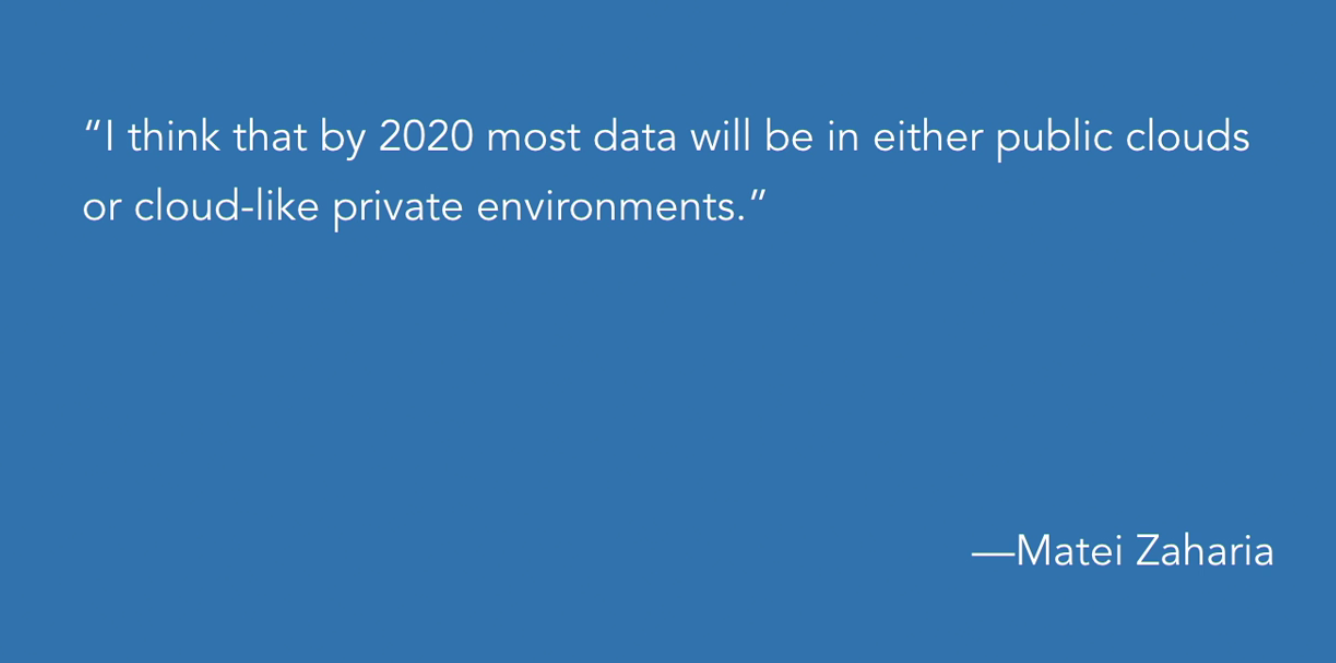 “I think that by 2020 most data will be in either public clouds
or cloud-like private environments.”
—Matei Zaharia